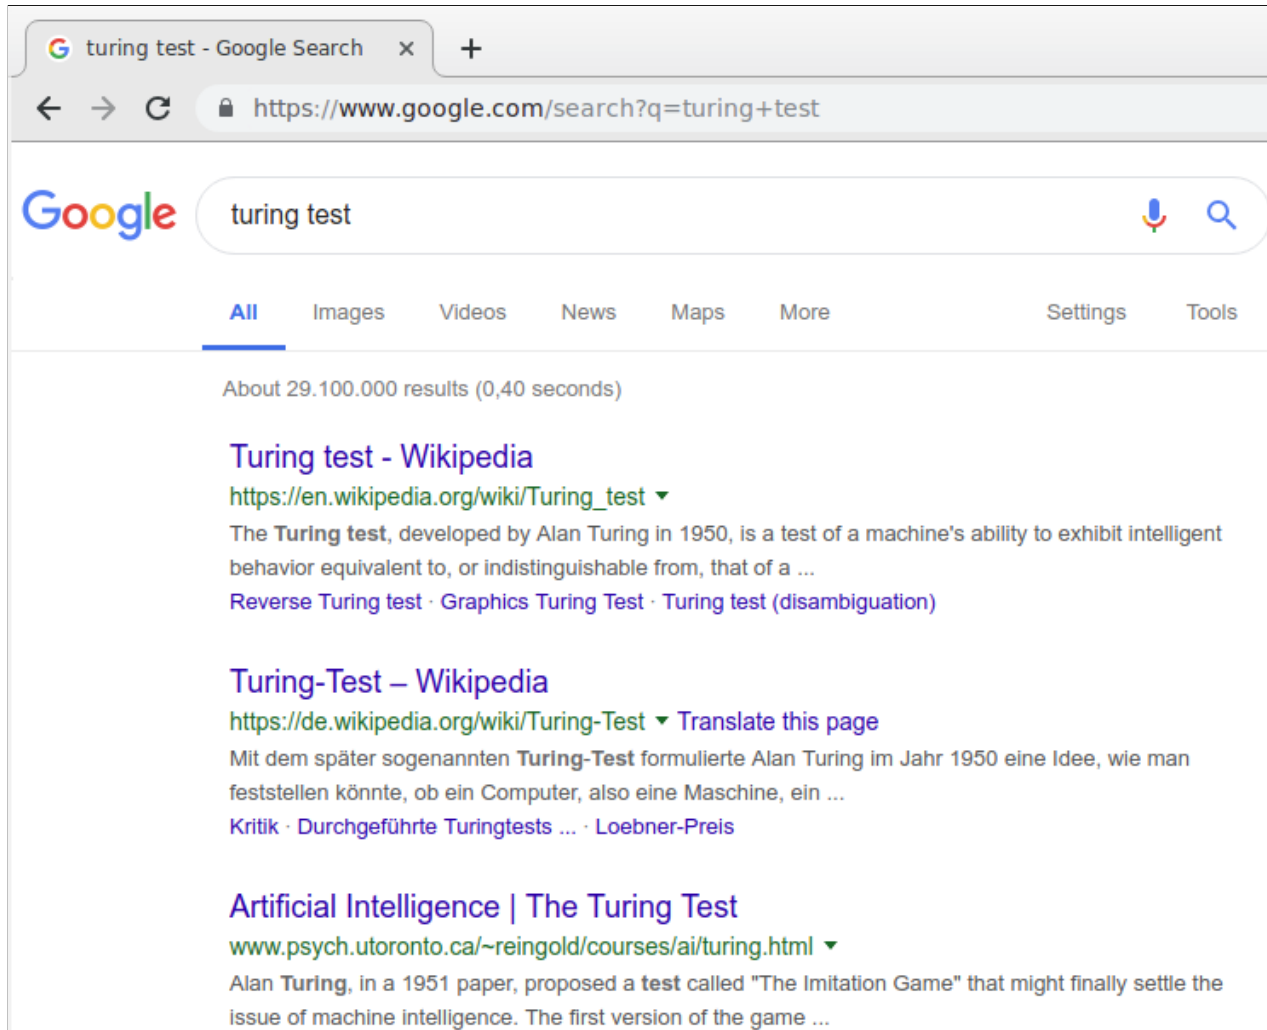 turing test - Google Search
https://www.google.com/search?q=turing+test
Google
turing test
All Images Videos News Maps More Settings Tools
About 29.100.000 results (0,40 seconds)
Turing test - Wikipedia
https://en.wikipedia.org/wiki/Turing_test
The Turing test, developed by Alan Turing in 1950, is a test of a machine's ability to exhibit intelligent
behavior equivalent to, or indistinguishable from, that of a ...
Reverse Turing test · Graphics Turing Test · Turing test (disambiguation)
Turing-Test – Wikipedia
https://de.wikipedia.org/wiki/Turing-Test Translate this page
Mit dem später sogenannten Turing-Test formulierte Alan Turing im Jahr 1950 eine Idee, wie man
feststellen könnte, ob ein Computer, also eine Maschine, ein ...
Kritik · Durchgeführte Turingtests ... · Loebner-Preis
Artificial Intelligence | The Turing Test
www.psych.utoronto.ca/~reingold/courses/ai/turing.html
Alan Turing, in a 1951 paper, proposed a test called "The Imitation Game" that might finally settle the
issue of machine intelligence. The first version of the game ...